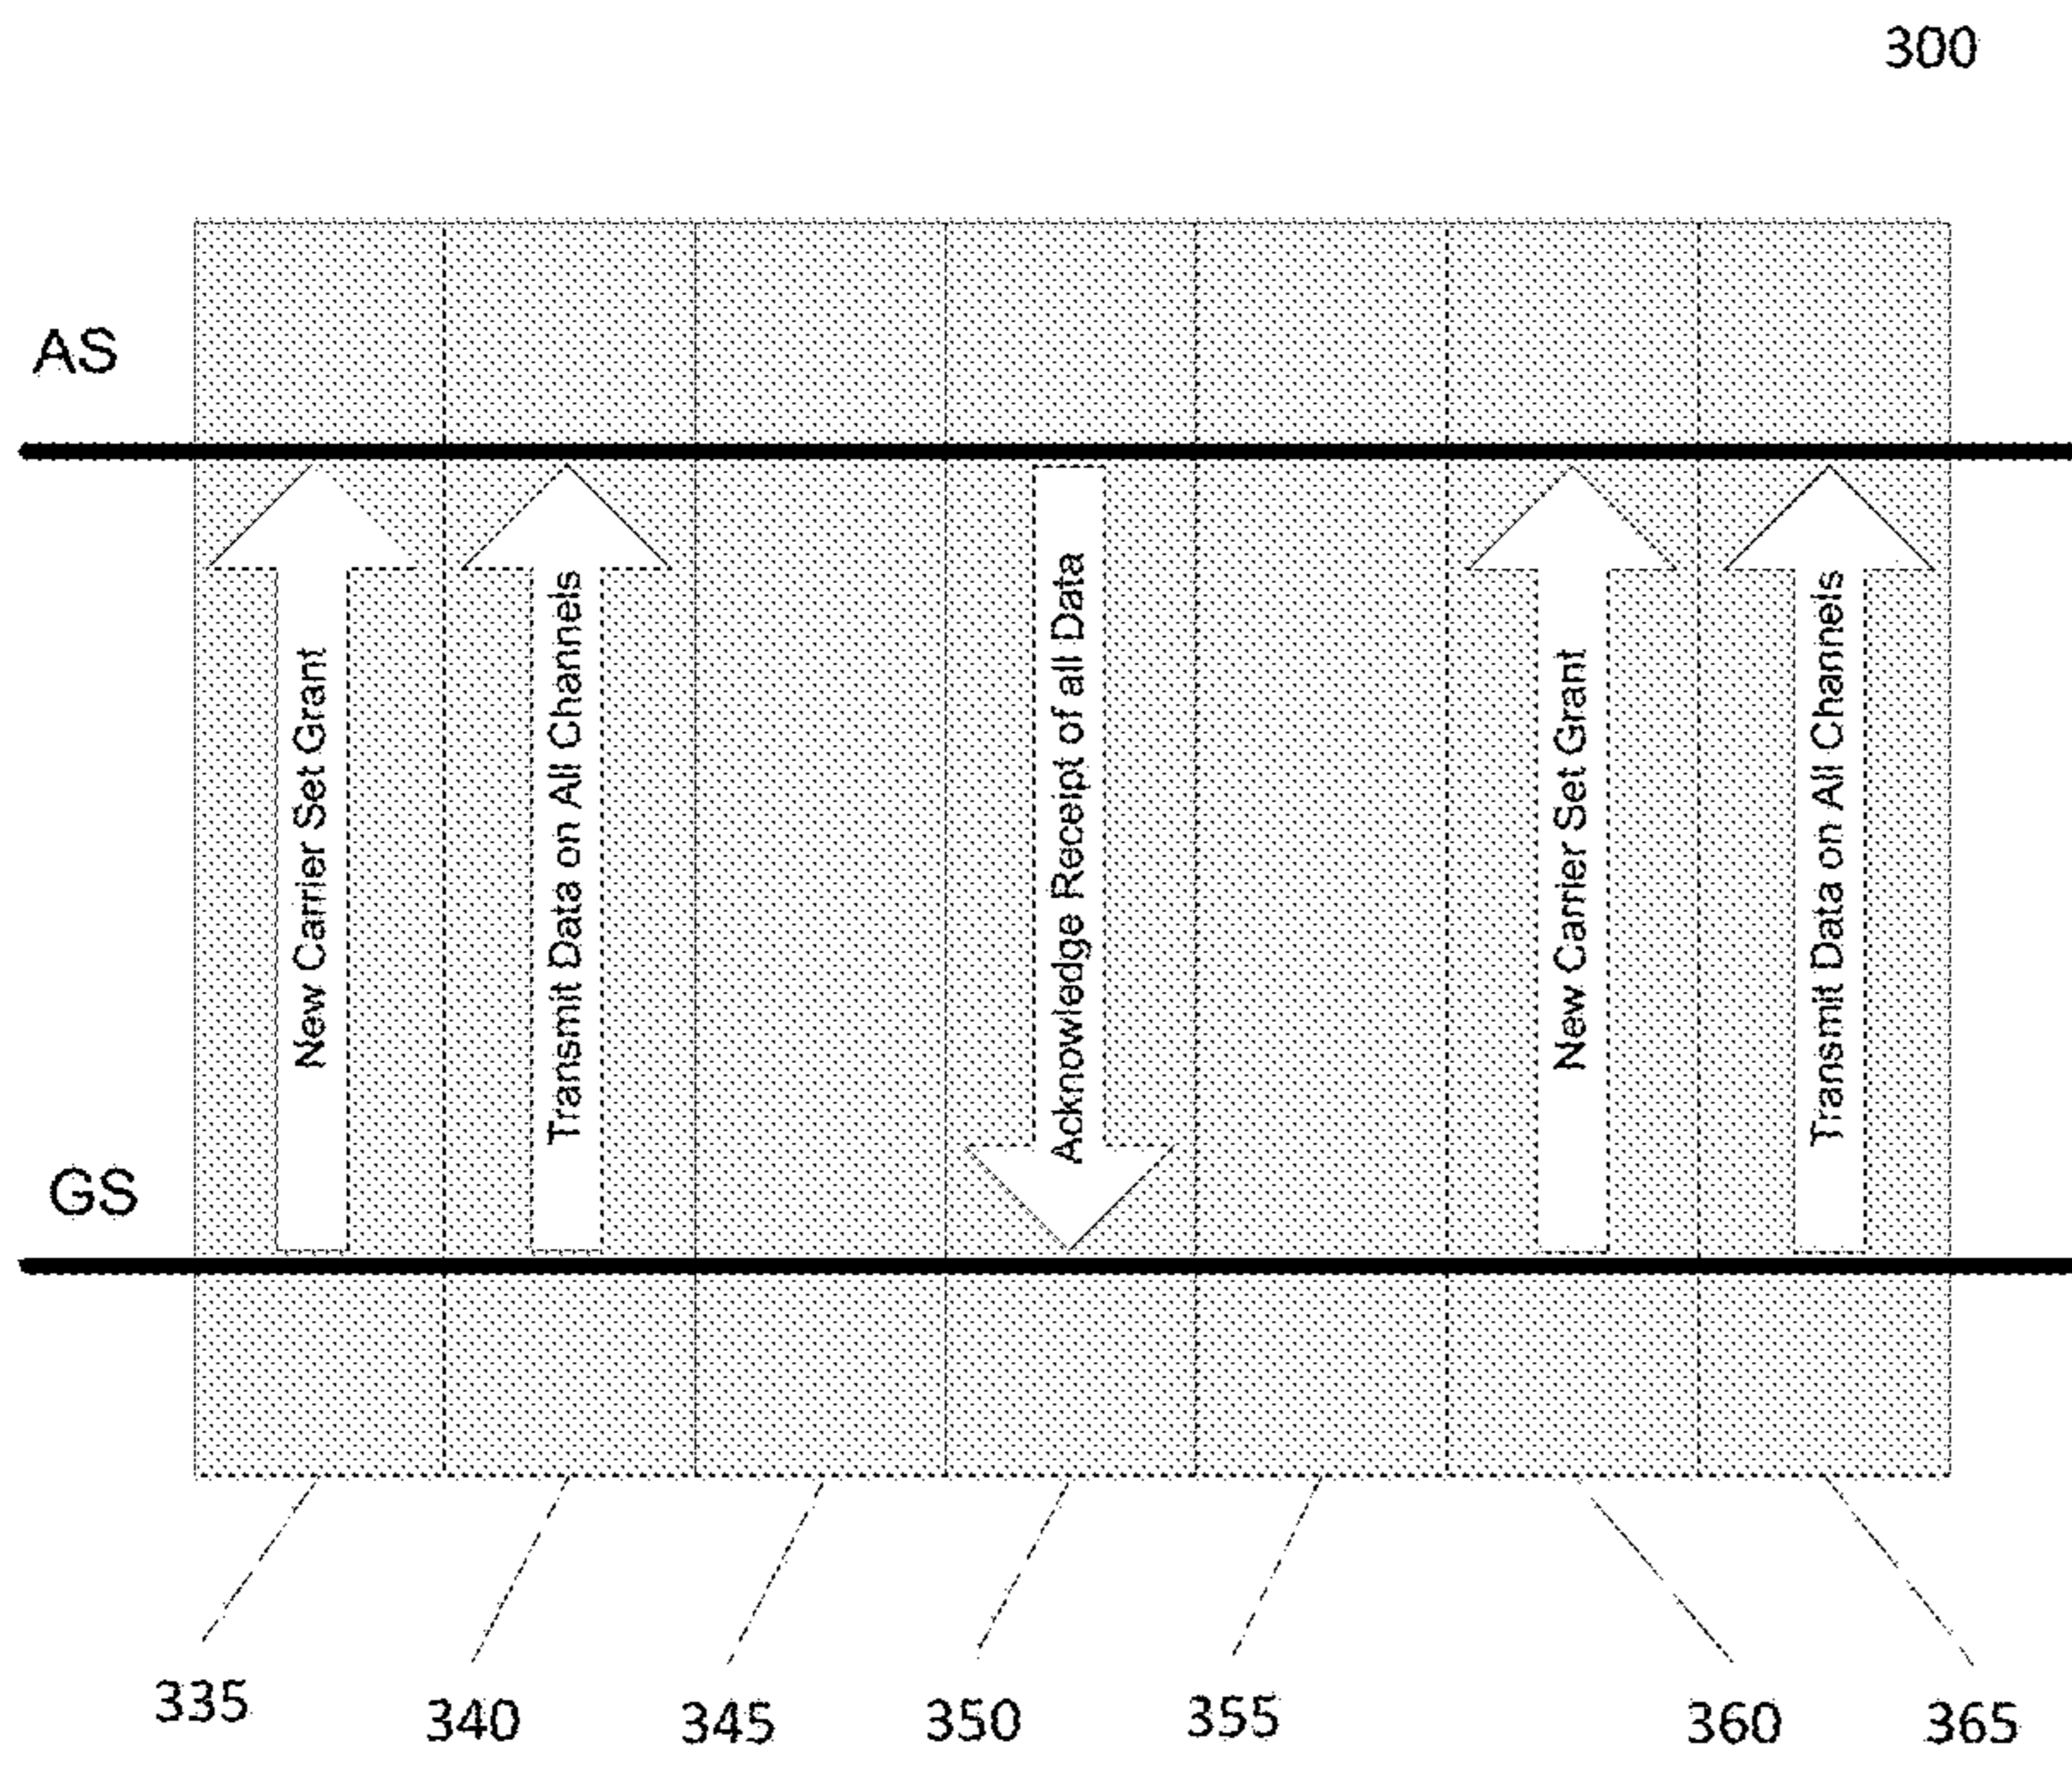 300
AS
New Carrier Set Grant
Transmit Data on All Channels
Acknowledge Receipt of all Data
New Carrier Set Grant
Transmit Data on All Channels
GS
335
340
345
350
355
360
365